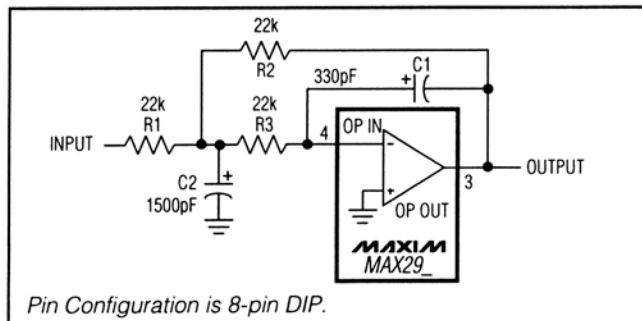 22k
R2
330pF
C1
+
22k
R1
22k
R3
4
OP IN
-
INPUT
OUTPUT
3
C2
+
1500pF
+
OP OUT
MAXIM
MAX29_
Pin Configuration is 8-pin DIP.